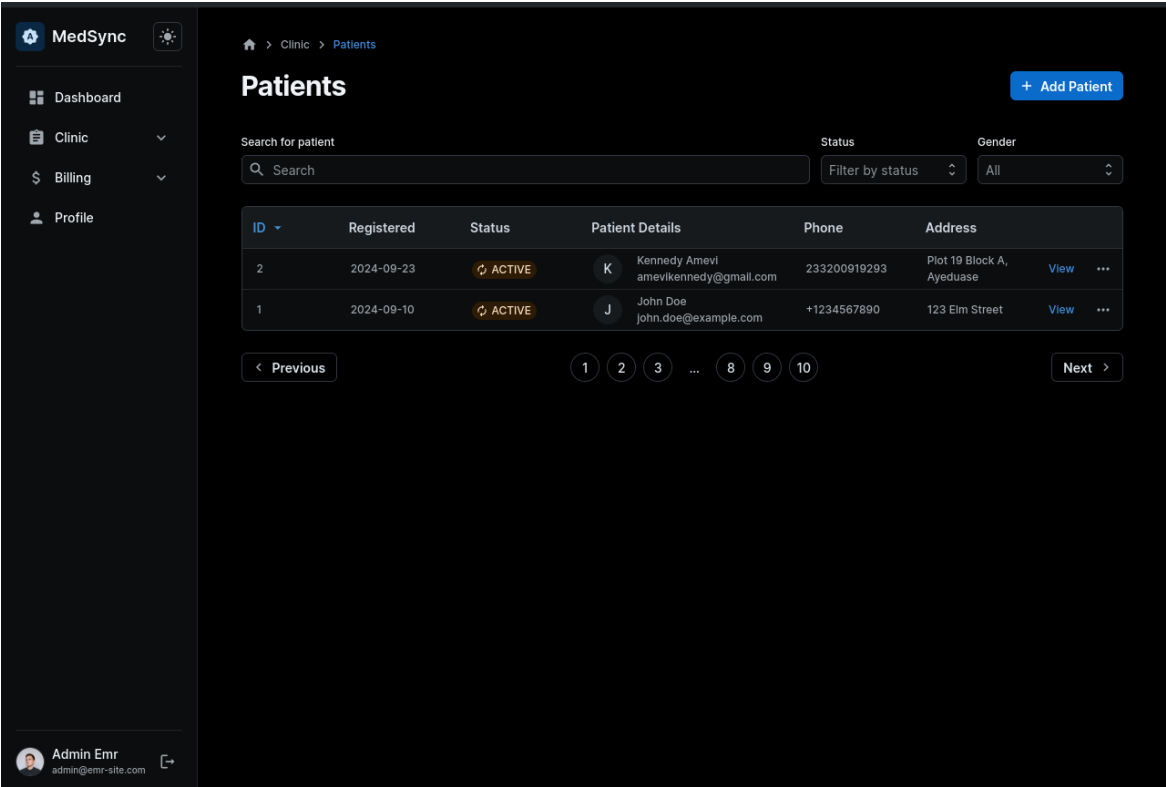 MedSync
Dashboard
Clinic
Billing
Profile
Admin Emr
admin@emr-site.com
Clinic > Patients
Patients
+ Add Patient
Search for patient
Search
Status
Filter by status
Gender
All
ID Registered Status Patient Details Phone Address
2 2024-09-23 ACTIVE K Kennedy Amevi amevikennedy@gmail.com 233200919293 Plot 19 Block A, Ayeduase View ...
1 2024-09-10 ACTIVE J John Doe john.doe@example.com +1234567890 123 Elm Street View ...
< Previous 1 2 3 ... 8 9 10 Next >